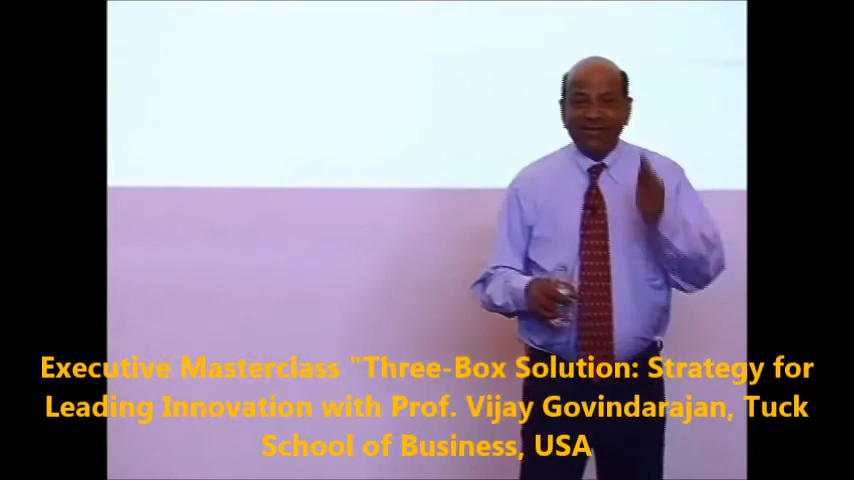 Executive Masterclass "Three-Box Solution: Strategy for
Leading Innovation with Prof. Vijay Govindarajan, Tuck
School of Business, USA